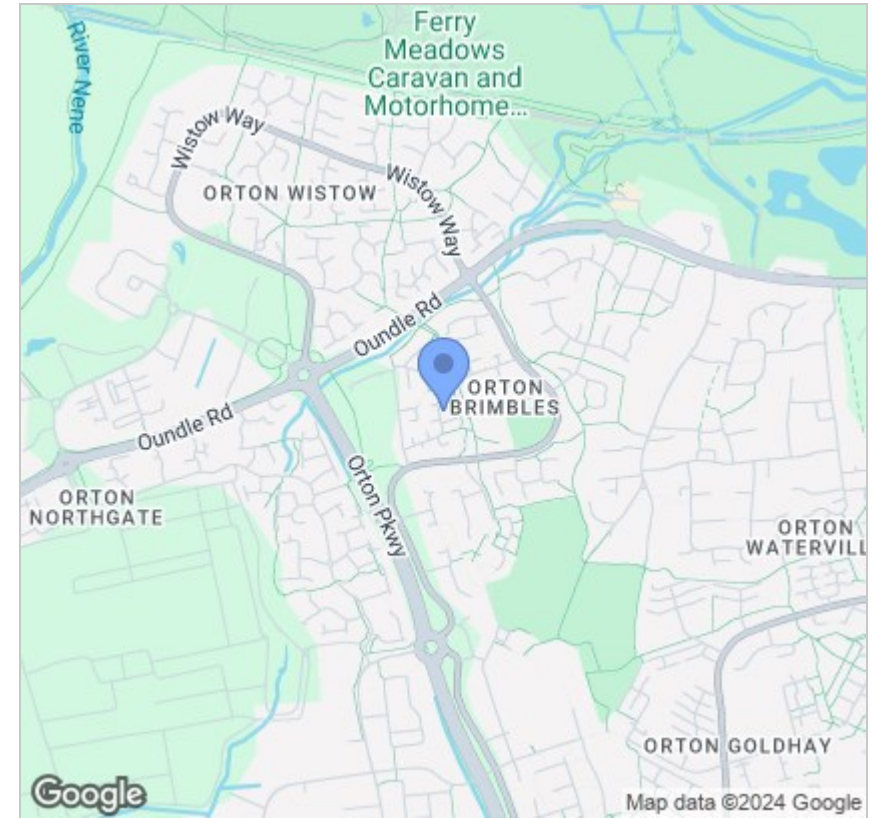 River Nene
Ferry
Meadows
Caravan and
Motorhome...
Wistow Way
Wistow Way
ORTON WISTOW
Oundle Rd
ORTON
BRIMBLES
Oundle Rd
Orton Pkwy
ORTON
NORTHGATE
ORTON
WATERVILL
ORTON GOLDHAY
Google
Map data ©2024 Google